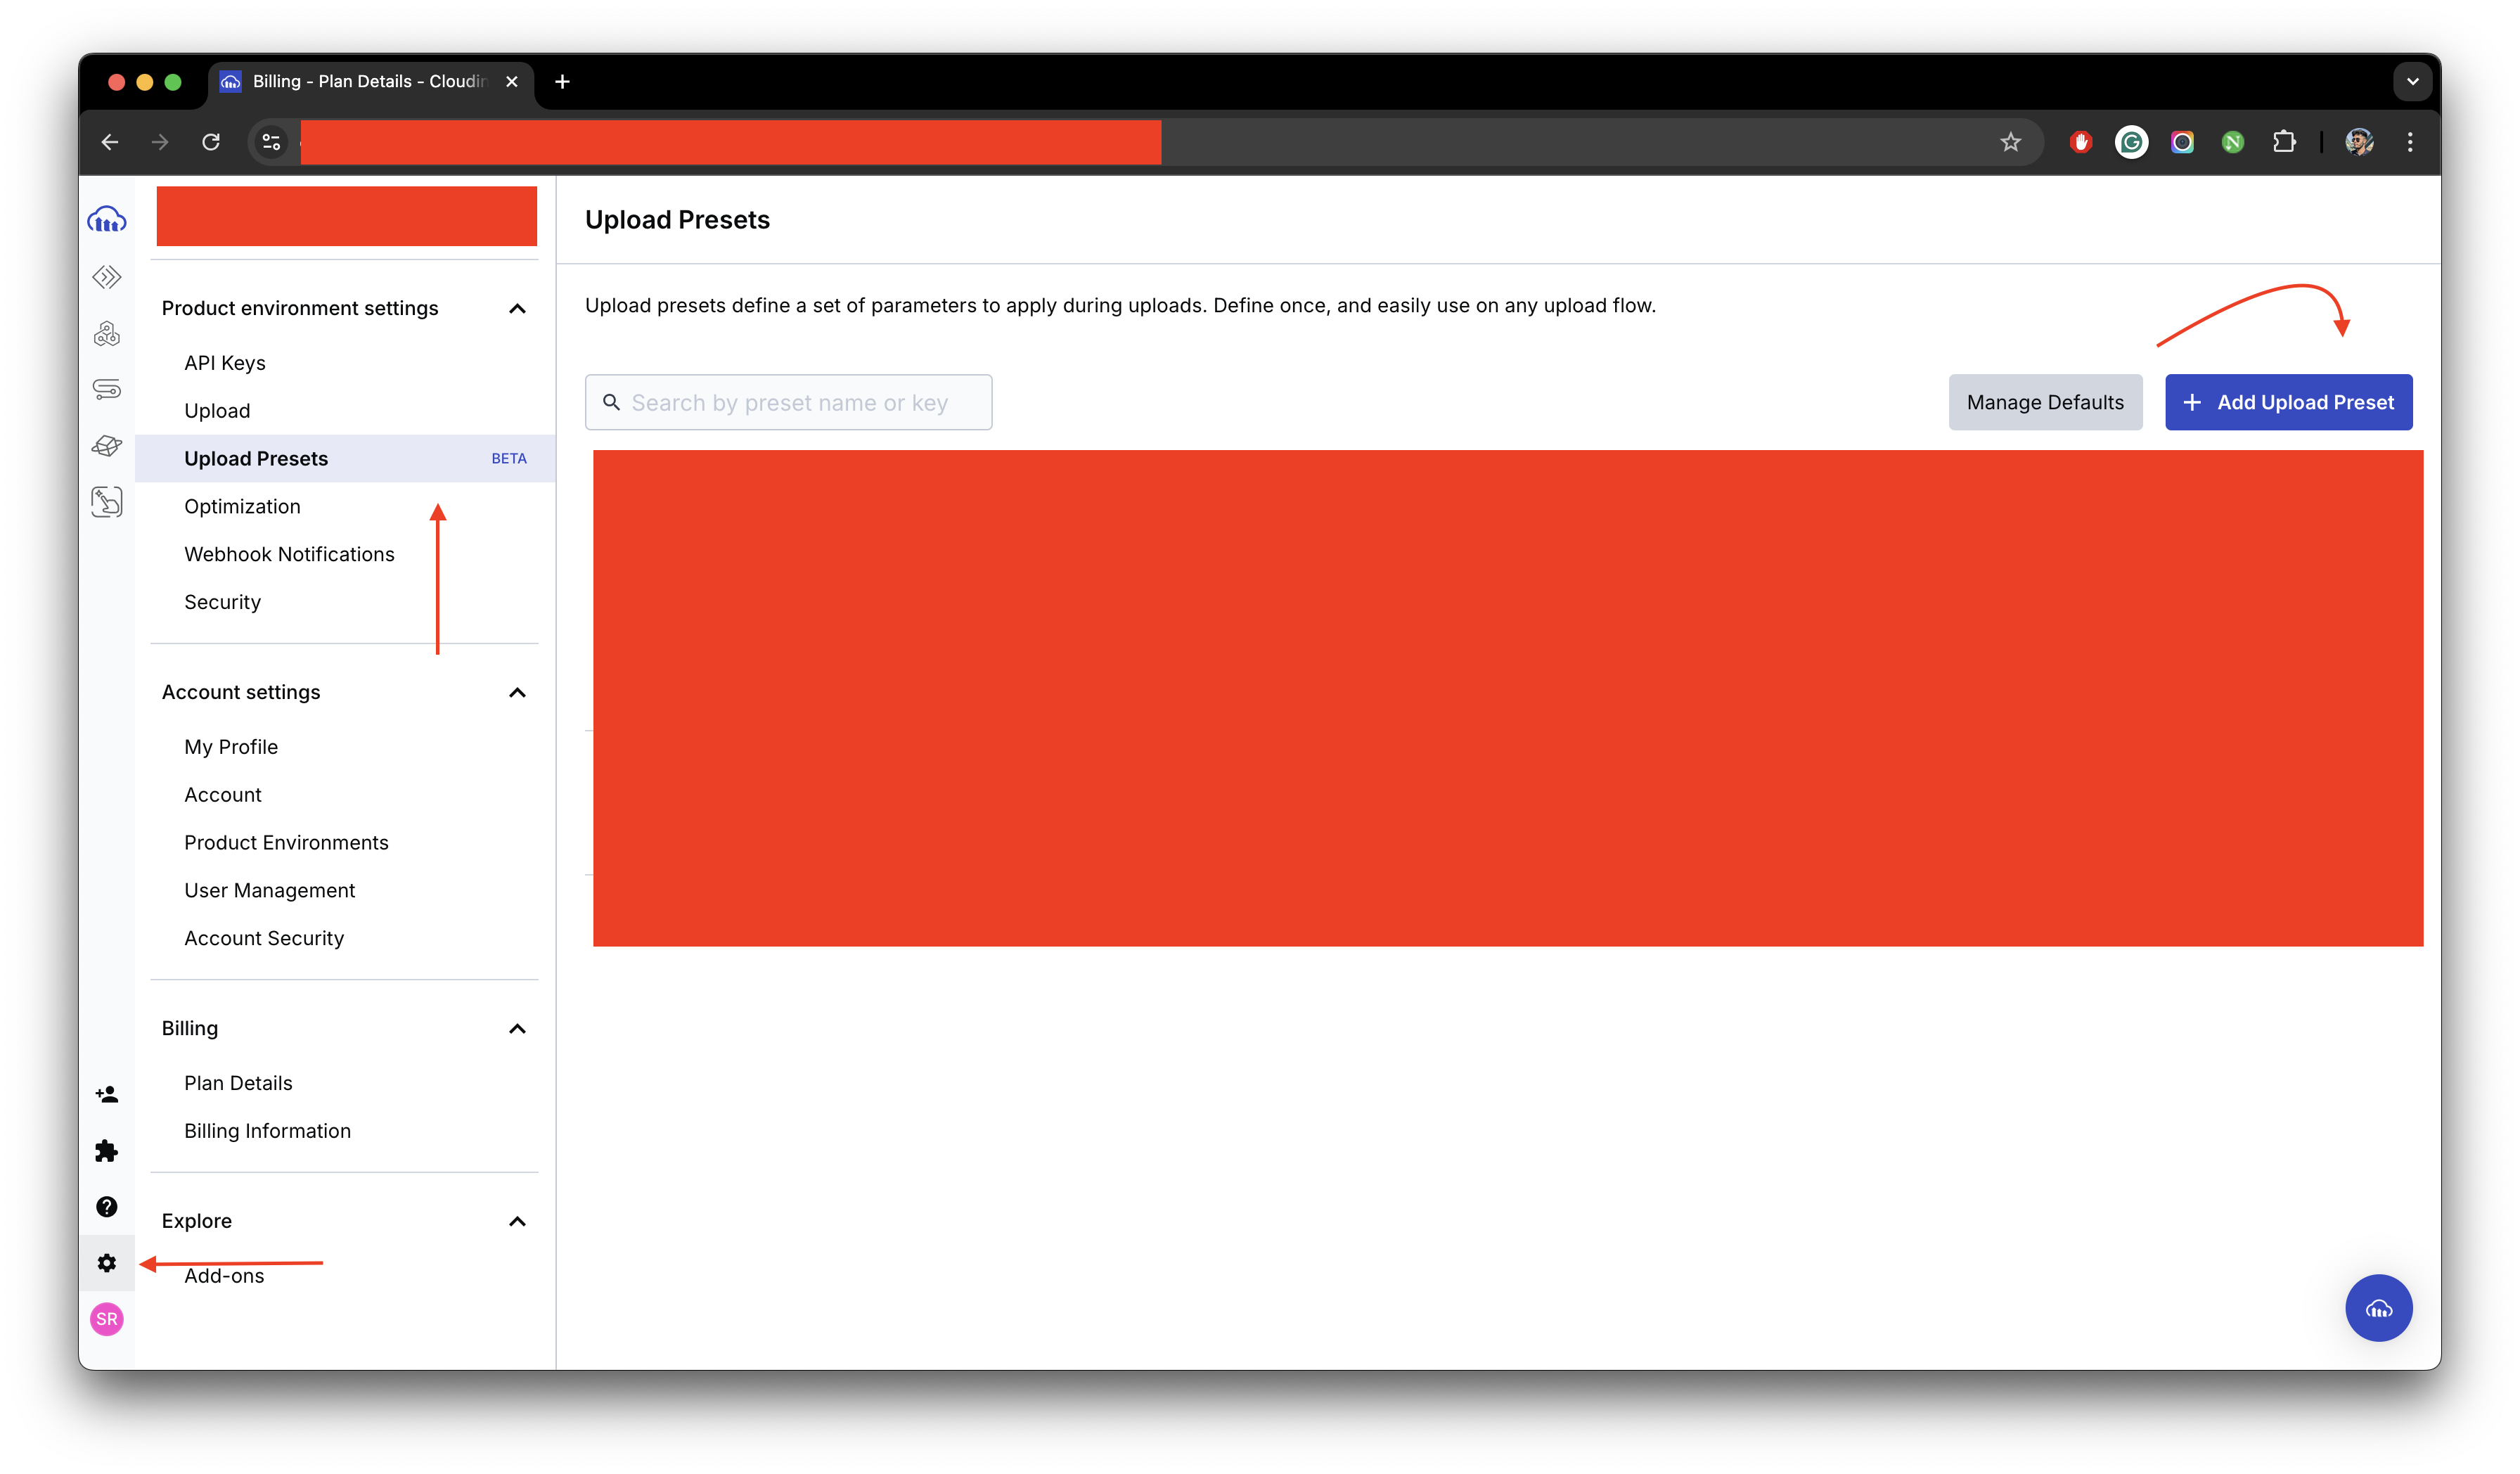 Billing - Plan Details - Cloudin
Upload Presets
Product environment settings
Upload presets define a set of parameters to apply during uploads. Define once, and easily use on any upload flow.
API Keys
Upload
Search by preset name or key
Manage Defaults
Add Upload Preset
Upload Presets
BETA
Optimization
Webhook Notifications
Security
Account settings
My Profile
Account
Product Environments
User Management
Account Security
Billing
Plan Details
Billing Information
Explore
Add-ons
SR